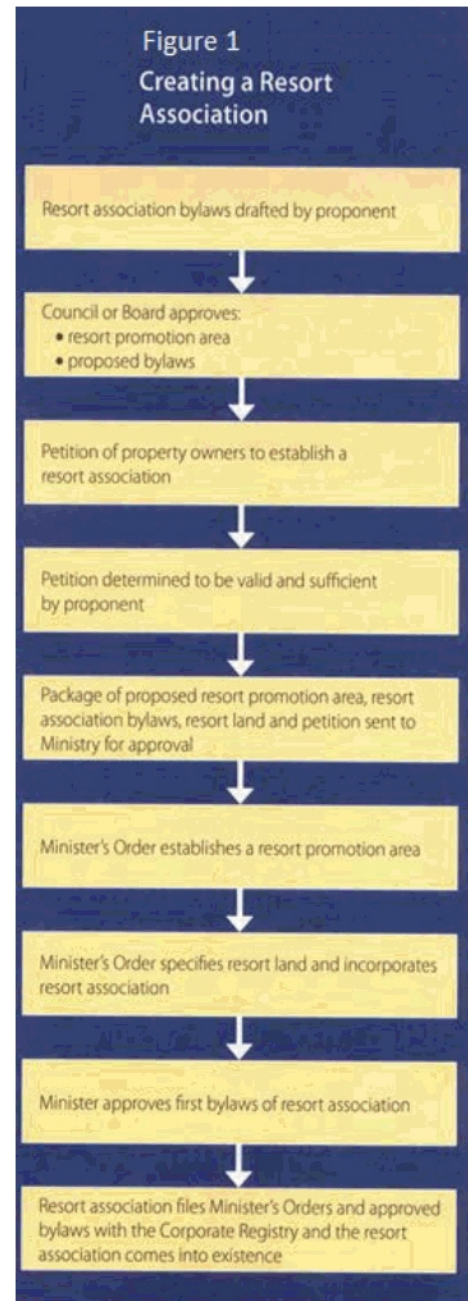 Figure 1
Creating a Resort
Association
Resort association bylaws drafted by proponent
Council or Board approves:
• resort promotion area
• proposed bylaws
Petition of property owners to establish a
resort association
Petition determined to be valid and sufficient
by proponent
Package of proposed resort promotion area, resort
association bylaws, resort land and petition sent to
Ministry for approval
Minister's Order establishes a resort promotion area
Minister's Order specifies resort land and incorporates
resort association
Minister approves first bylaws of resort association
Resort association files Minister's Orders and approved
bylaws with the Corporate Registry and the resort
association comes into existence